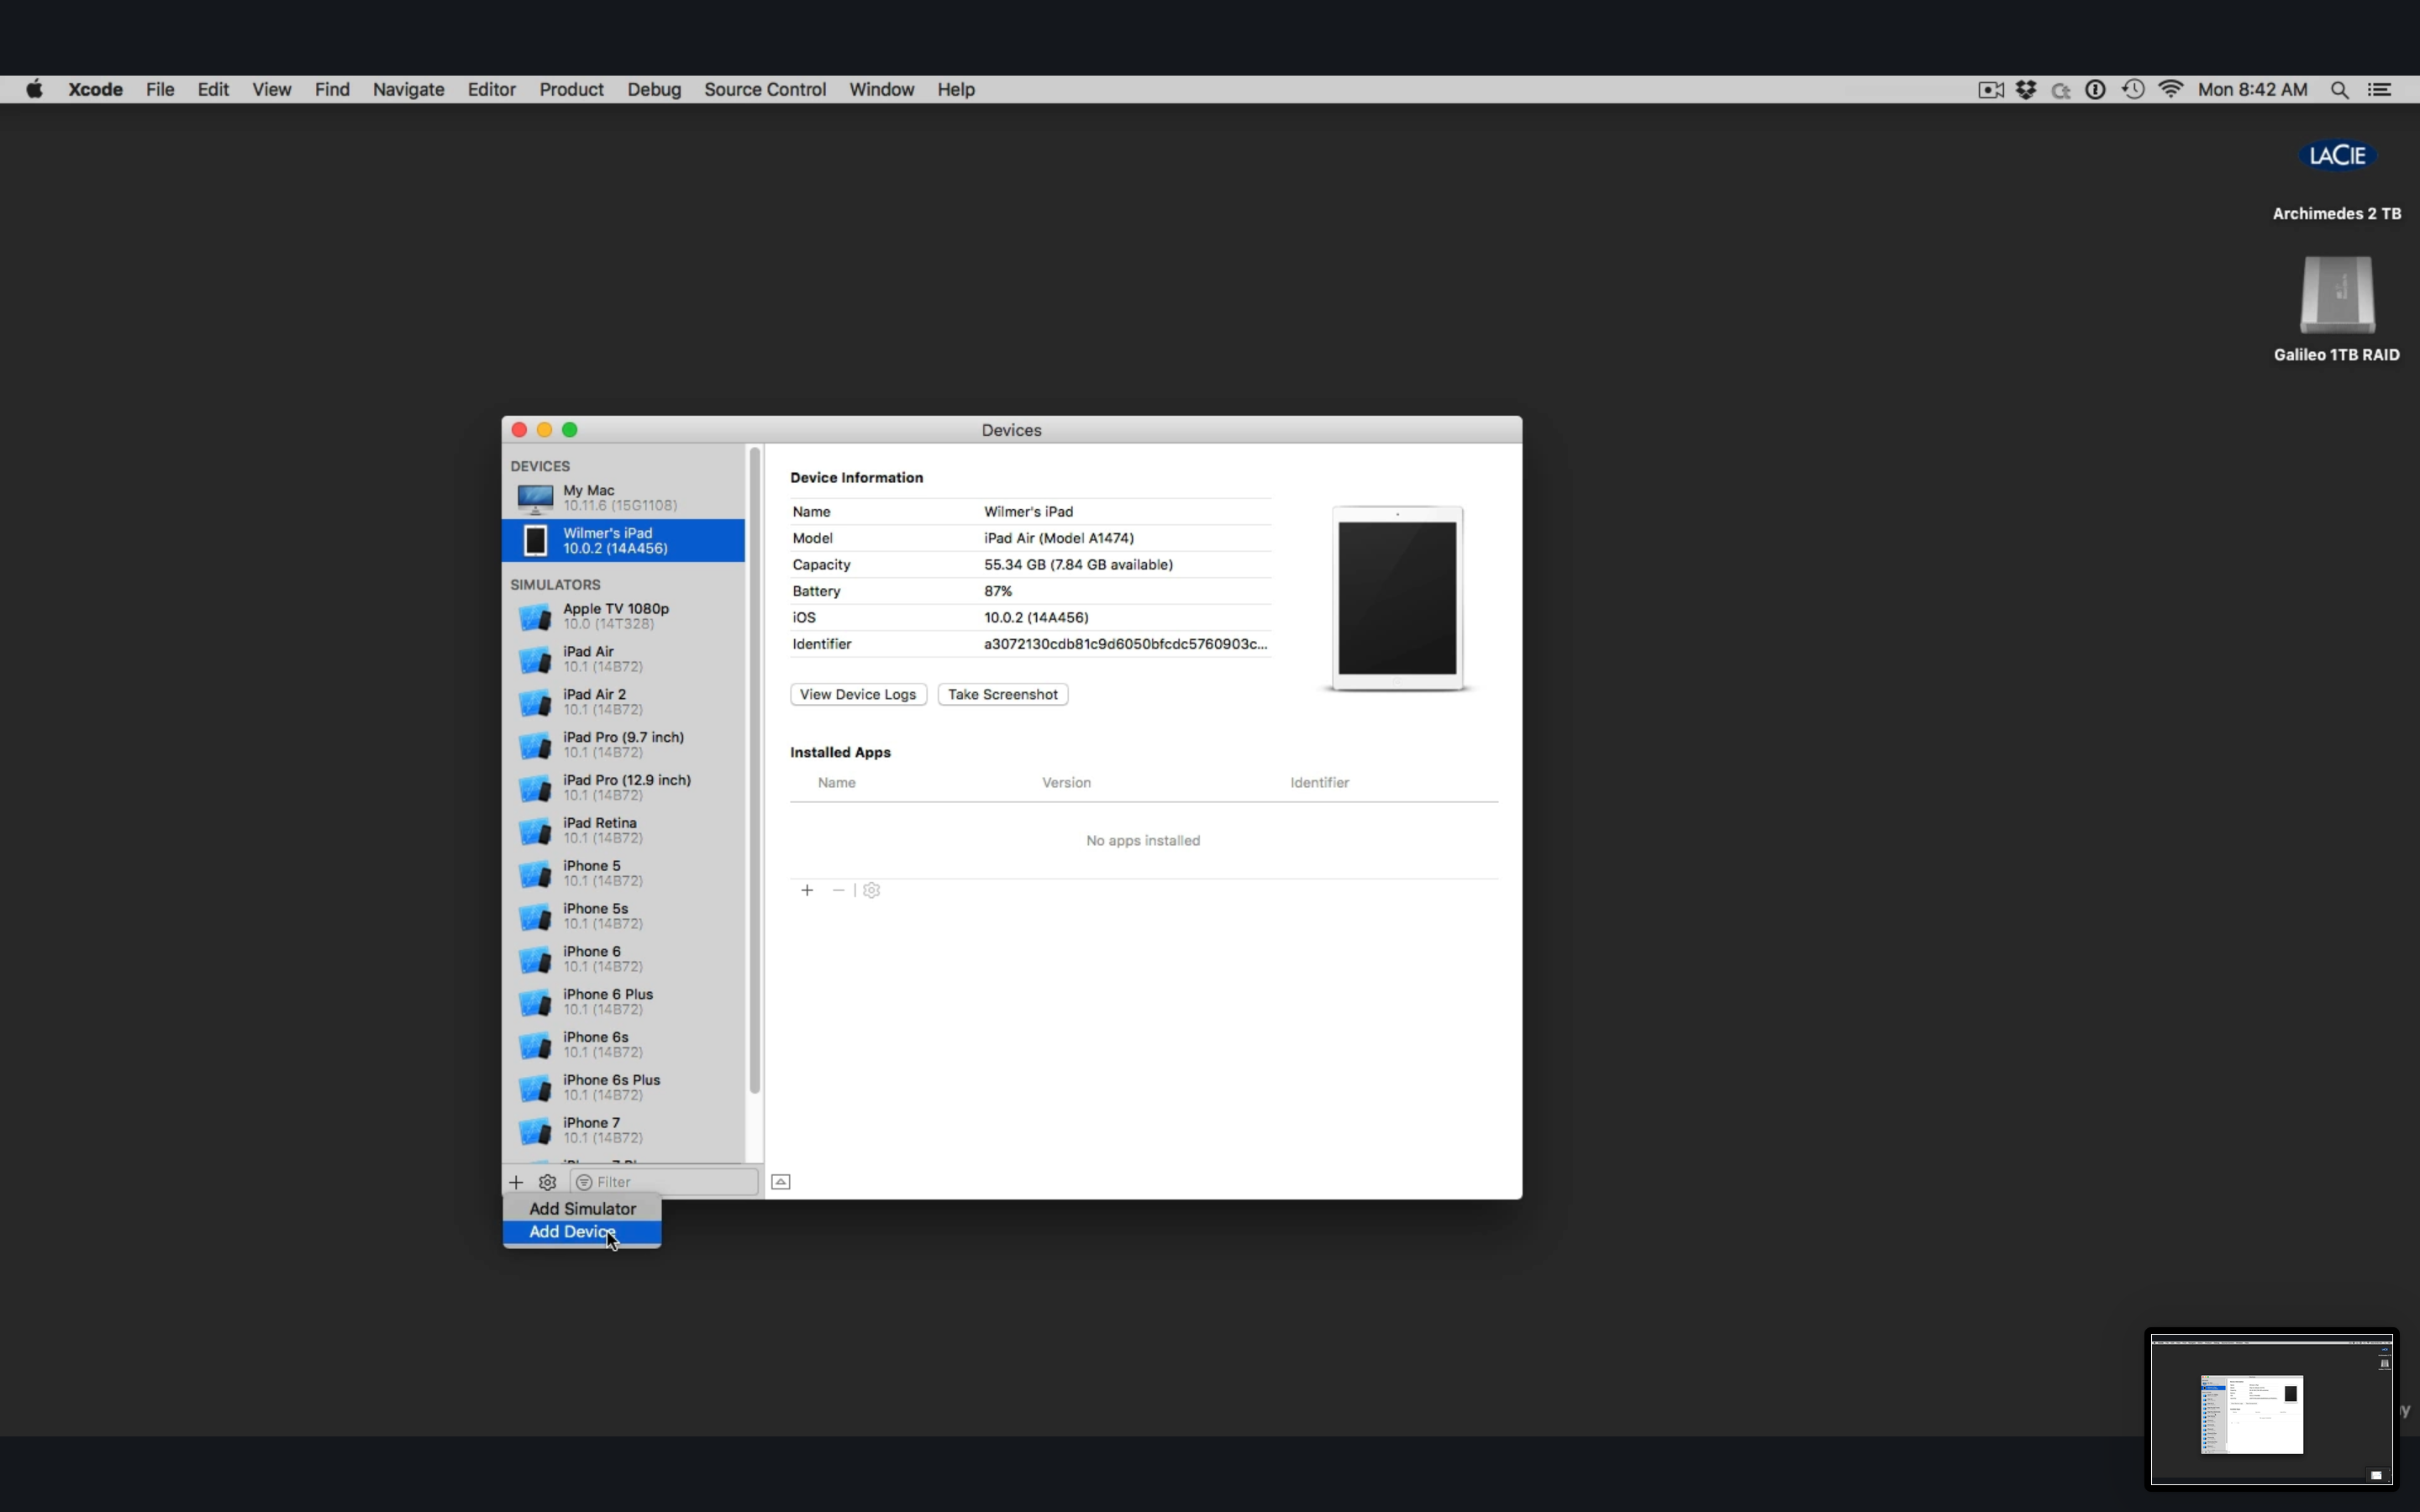 Xcode File Edit View Find Navigate Editor Product Debug Source Control Window Help Mon 8:42 AM
LACIE
Archimedes 2 TB
Galileo 1TB RAID
Devices
DEVICES
My Mac
10.11.6 (15G1108)
Wilmer's iPad
10.0.2 (14A456)
SIMULATORS
Apple TV 1080p
10.0 (14T328)
iPad Air
10.1 (14B72)
iPad Air 2
10.1 (14B72)
iPad Pro (9.7 inch)
10.1 (14B72)
iPad Pro (12.9 inch)
10.1 (14B72)
iPad Retina
10.1 (14B72)
iPhone 5
10.1 (14B72)
iPhone 5s
10.1 (14B72)
iPhone 6
10.1 (14B72)
iPhone 6 Plus
10.1 (14B72)
iPhone 6s
10.1 (14B72)
iPhone 6s Plus
10.1 (14B72)
iPhone 7
10.1 (14B72)
Filter
Add Simulator
Add Device
Device Information
Name Wilmer's iPad
Model iPad Air (Model A1474)
Capacity 55.34 GB (7.84 GB available)
Battery 87%
iOS 10.0.2 (14A456)
Identifier a3072130cdb81c9d6050bfcdc5760903c...
View Device Logs Take Screenshot
Installed Apps
Name Version Identifier
No apps installed